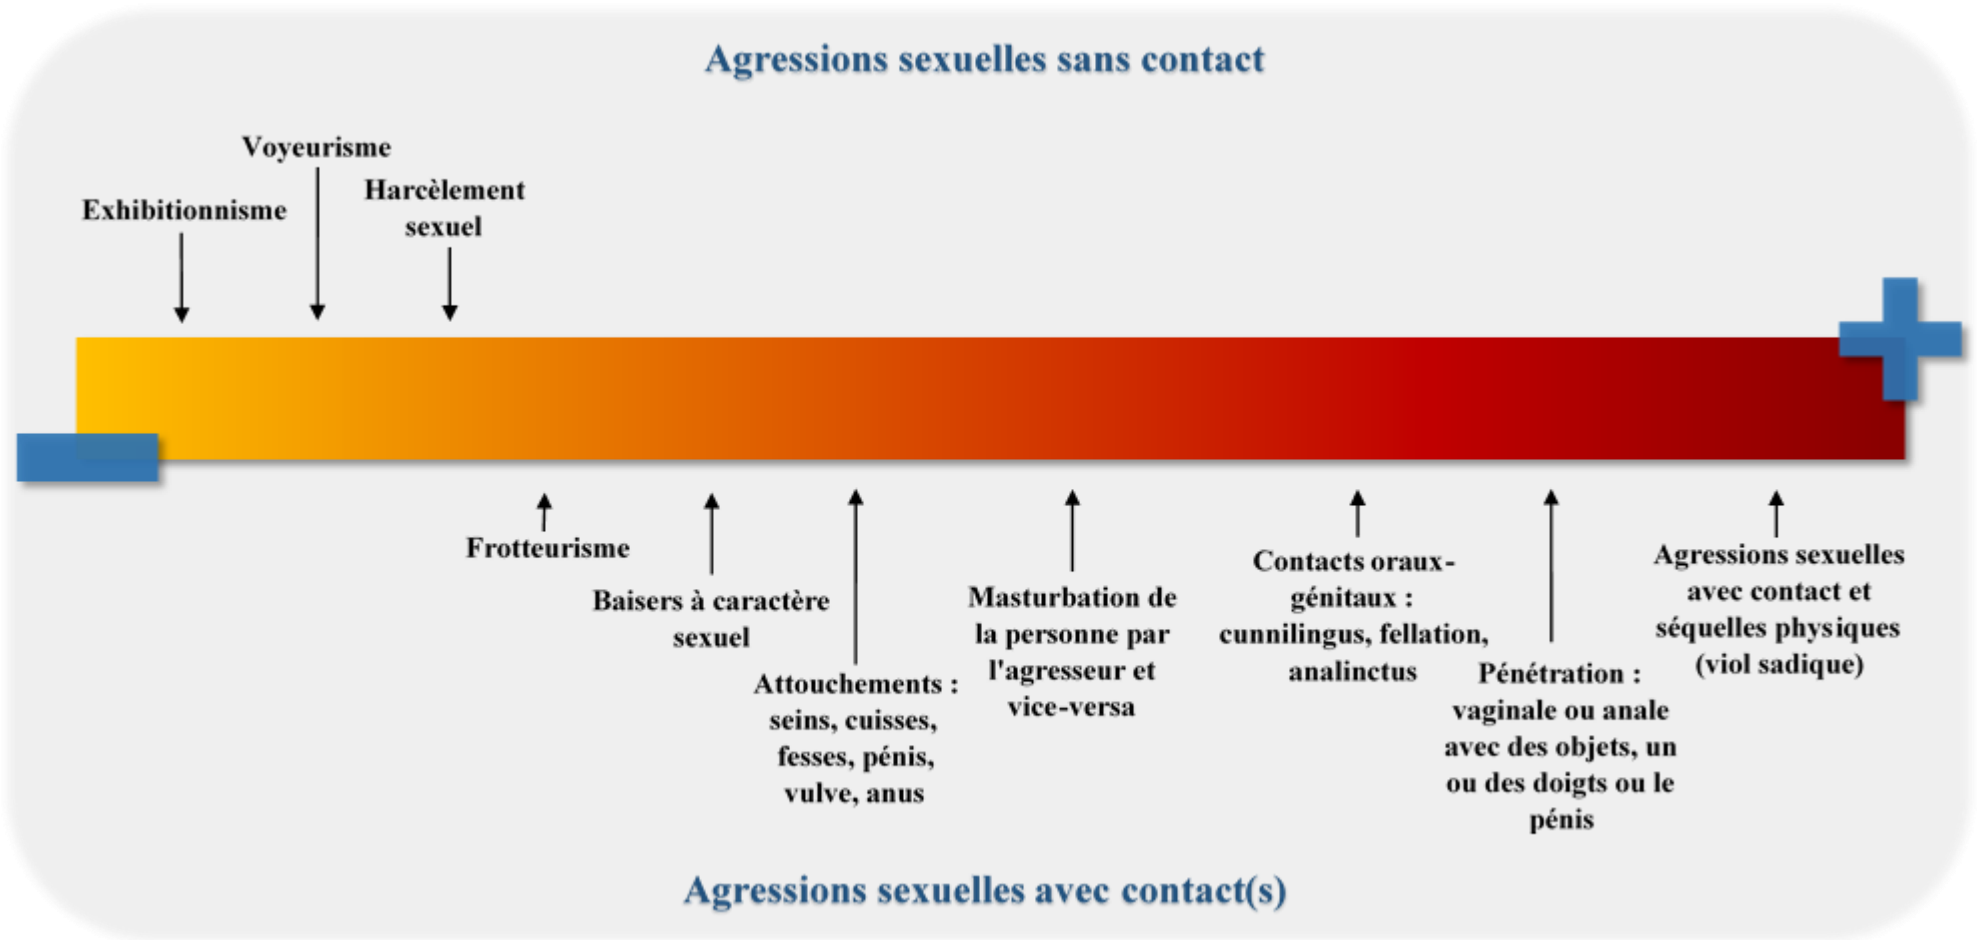 Agressions sexuelles sans contact
Voyeurisme
Exhibitionnisme
Harcèlement
sexuel
Frotteurisme
Baisers à caractère
sexuel
Attouchements :
seins, cuisses,
fesses, pénis,
vulve, anus
Masturbation de
la personne par
l'agresseur et
vice-versa
Contacts oraux-
génitaux :
cunnilingus, fellation,
analinctus
Pénétration :
vaginale ou anale
avec des objets, un
ou des doigts ou le
pénis
Agressions sexuelles
avec contact et
séquelles physiques
(viol sadique)
Agressions sexuelles avec contact(s)